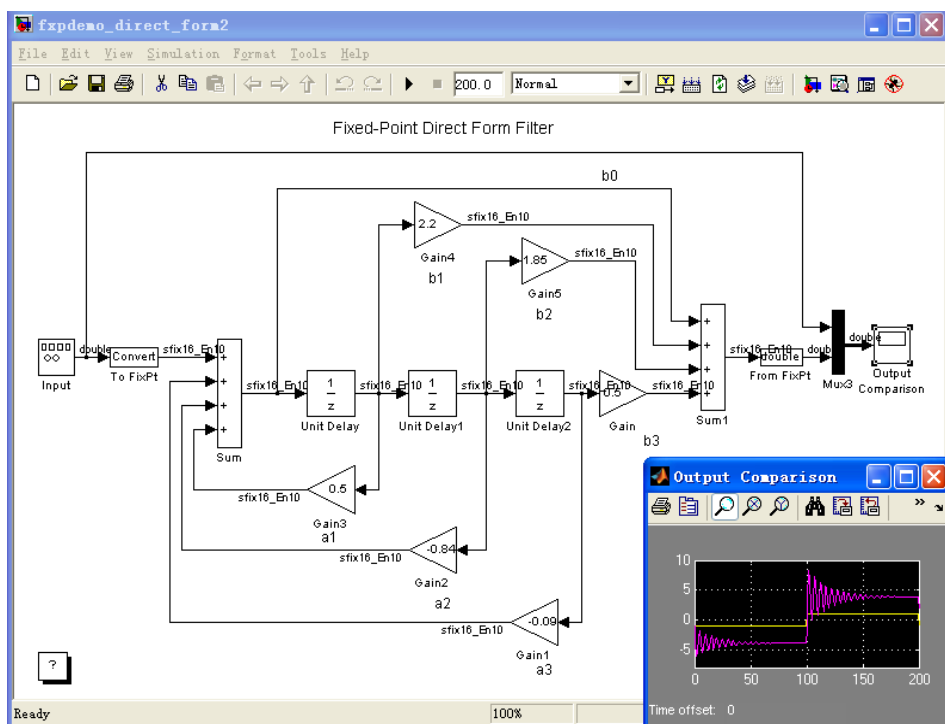 fxpdemo_direct_form2
File Edit View Simulation Format Tools Help
200.0 Normal
Fixed-Point Direct Form Filter
b0
2.2
sfix16_En10
Gain4
b1
1.85
sfix16_En10
Gain5
b2
Input
double
Convert
To FixPt
sfix16_En10
+
+
+
+
Sum
sfix16_En10
1
z
Unit Delay
sfix16_En10
1
z
Unit Delay1
sfix16_En10
1
z
Unit Delay2
sfix16_En10
0.5
Gain
b3
sfix16_En10
+
+
+
+
Sum1
sfix16_En10
double
From FixPt
double
Mux3
double
Output
Comparison
0.5
sfix16_En10
Gain3
a1
-0.84
sfix16_En10
Gain2
a2
-0.09
sfix16_En10
Gain1
a3
?
Ready
100%
Output Comparison
10
5
0
-5
0 50 100 150 200
Time offset: 0